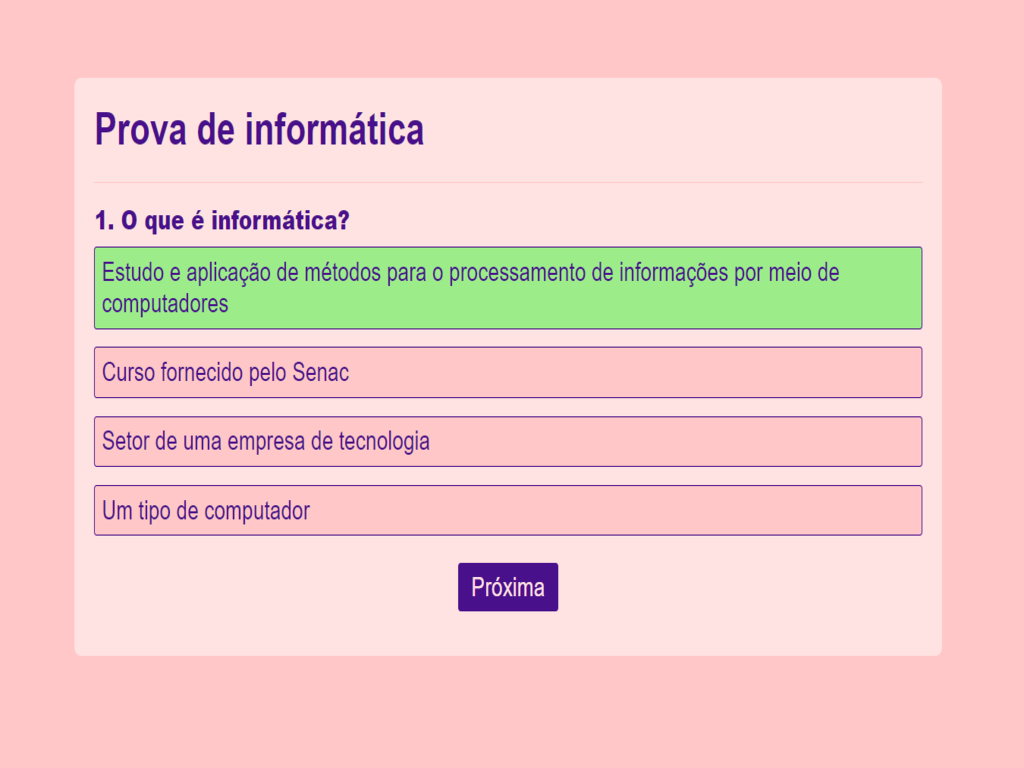 Prova de informática
1. O que é informática?
Estudo e aplicação de métodos para o processamento de informações por meio de
computadores
Curso fornecido pelo Senac
Setor de uma empresa de tecnologia
Um tipo de computador
Próxima